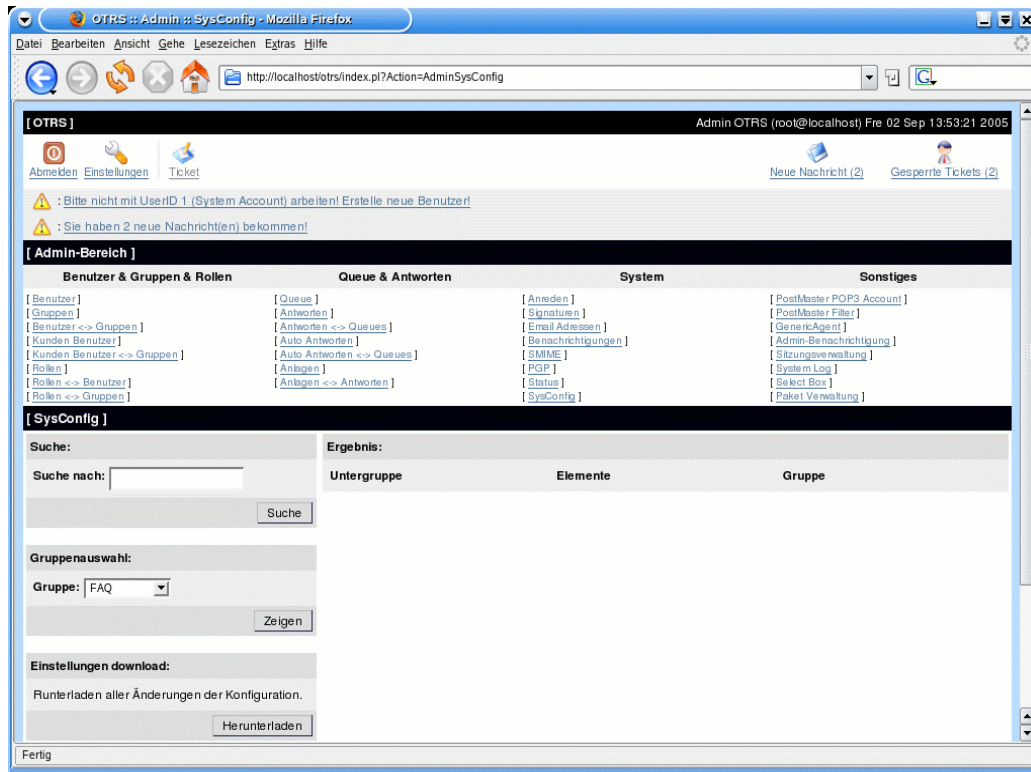 OTRS :: Admin :: SysConfig - Mozilla Firefox
Datei Bearbeiten Ansicht Gehe Lesezeichen Extras Hilfe
http://localhost/otrs/index.pl?Action=AdminSysConfig
G
[ OTRS ]
Admin OTRS (root@localhost) Fre 02 Sep 13:53:21 2005
Abmelden Einstellungen Ticket
Neue Nachricht (2) Gesperrte Tickets (2)
: Bitte nicht mit UserID 1 (System Account) arbeiten! Erstelle neue Benutzer!
: Sie haben 2 neue Nachricht(en) bekommen!
[ Admin-Bereich ]
Benutzer & Gruppen & Rollen
[ Benutzer ]
[ Gruppen ]
[ Benutzer <-> Gruppen ]
[ Kunden Benutzer ]
[ Kunden Benutzer <-> Gruppen ]
[ Rollen ]
[ Rollen <-> Benutzer ]
[ Rollen <-> Gruppen ]
Queue & Antworten
[ Queue ]
[ Antworten ]
[ Antworten <-> Queues ]
[ Auto Antworten ]
[ Auto Antworten <-> Queues ]
[ Anlagen ]
[ Anlagen <-> Antworten ]
System
[ Anreden ]
[ Signaturen ]
[ Email Adressen ]
[ Benachrichtigungen ]
[ SMIME ]
[ PGP ]
[ Status ]
[ SysConfig ]
Sonstiges
[ PostMaster POP3 Account ]
[ PostMaster Filter ]
[ GenericAgent ]
[ Admin-Benachrichtigung ]
[ Sitzungsverwaltung ]
[ System Log ]
[ Select Box ]
[ Paket Verwaltung ]
[ SysConfig ]
Suche:
Suche nach:
Suche
Gruppenauswahl:
Gruppe: FAQ
Zeigen
Einstellungen download:
Runterladen aller Änderungen der Konfiguration.
Herunterladen
Ergebnis:
Untergruppe Elemente Gruppe
Fertig